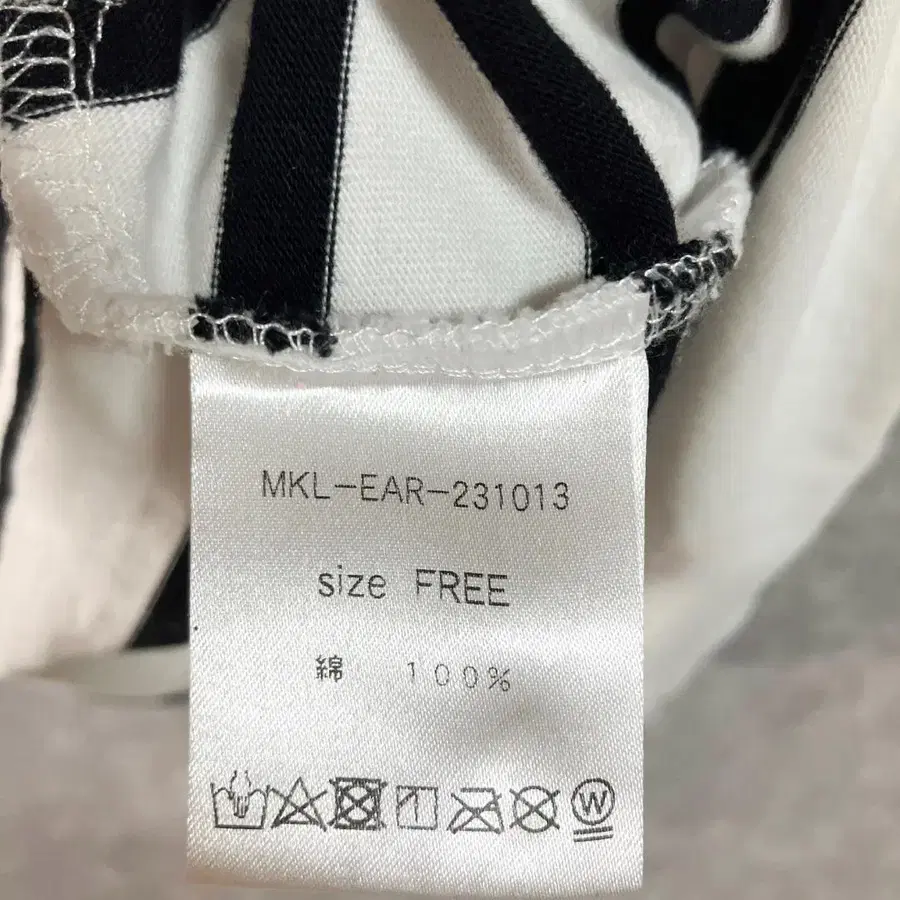 MKL-EAR-231013
size FREE
綿 100%
W